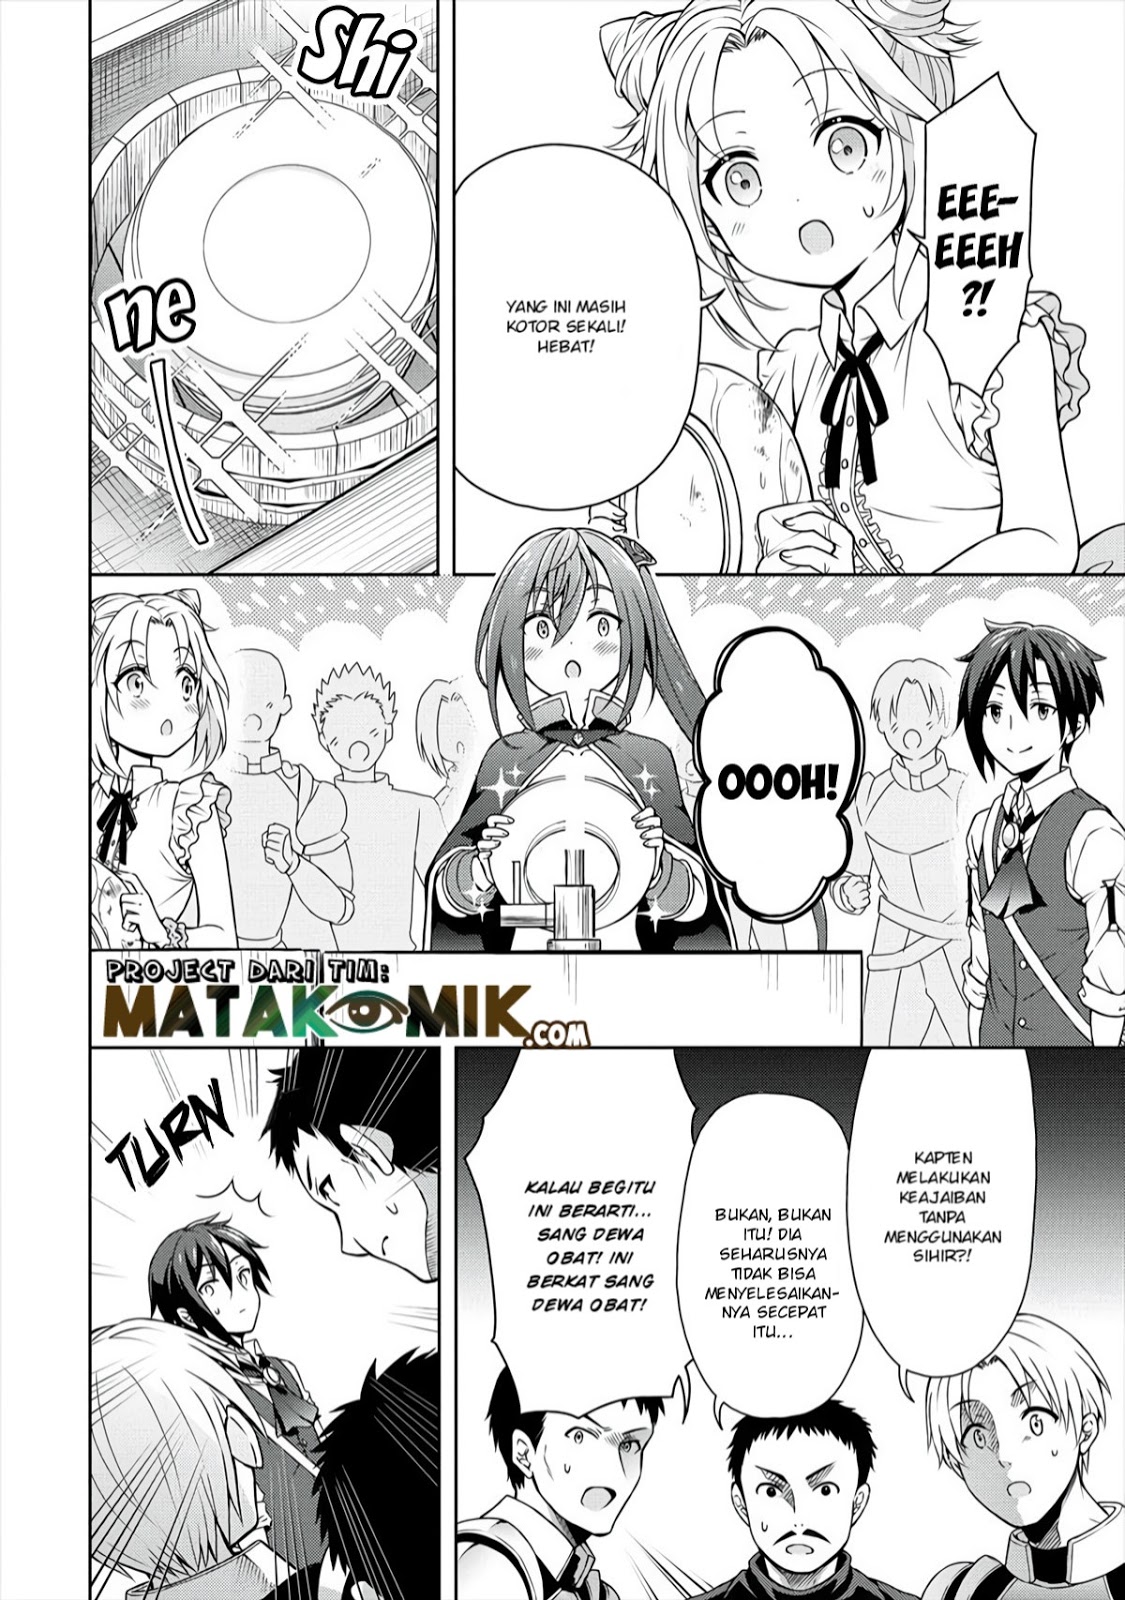 EEE-
EEEH
?!
YANG INI MASIH
KOTOR SEKALI!
HEBAT!
Shi
ne
OOOH!
PROJECT DARI TIM:
MATAKOMIK
.COM
KAPTEN
MELAKUKAN
KEAJAIBAN
TANPA
MENGGUNAKAN
SIHIR?!
BUKAN, BUKAN
ITU! DIA
SEHARUSNYA
TIDAK BISA
MENYELESAIKAN-
NYA SECEPAT
ITU...
KALAU BEGITU
INI BERARTI...
SANG DEWA
OBAT! INI
BERKAT SANG
DEWA OBAT!
TURN